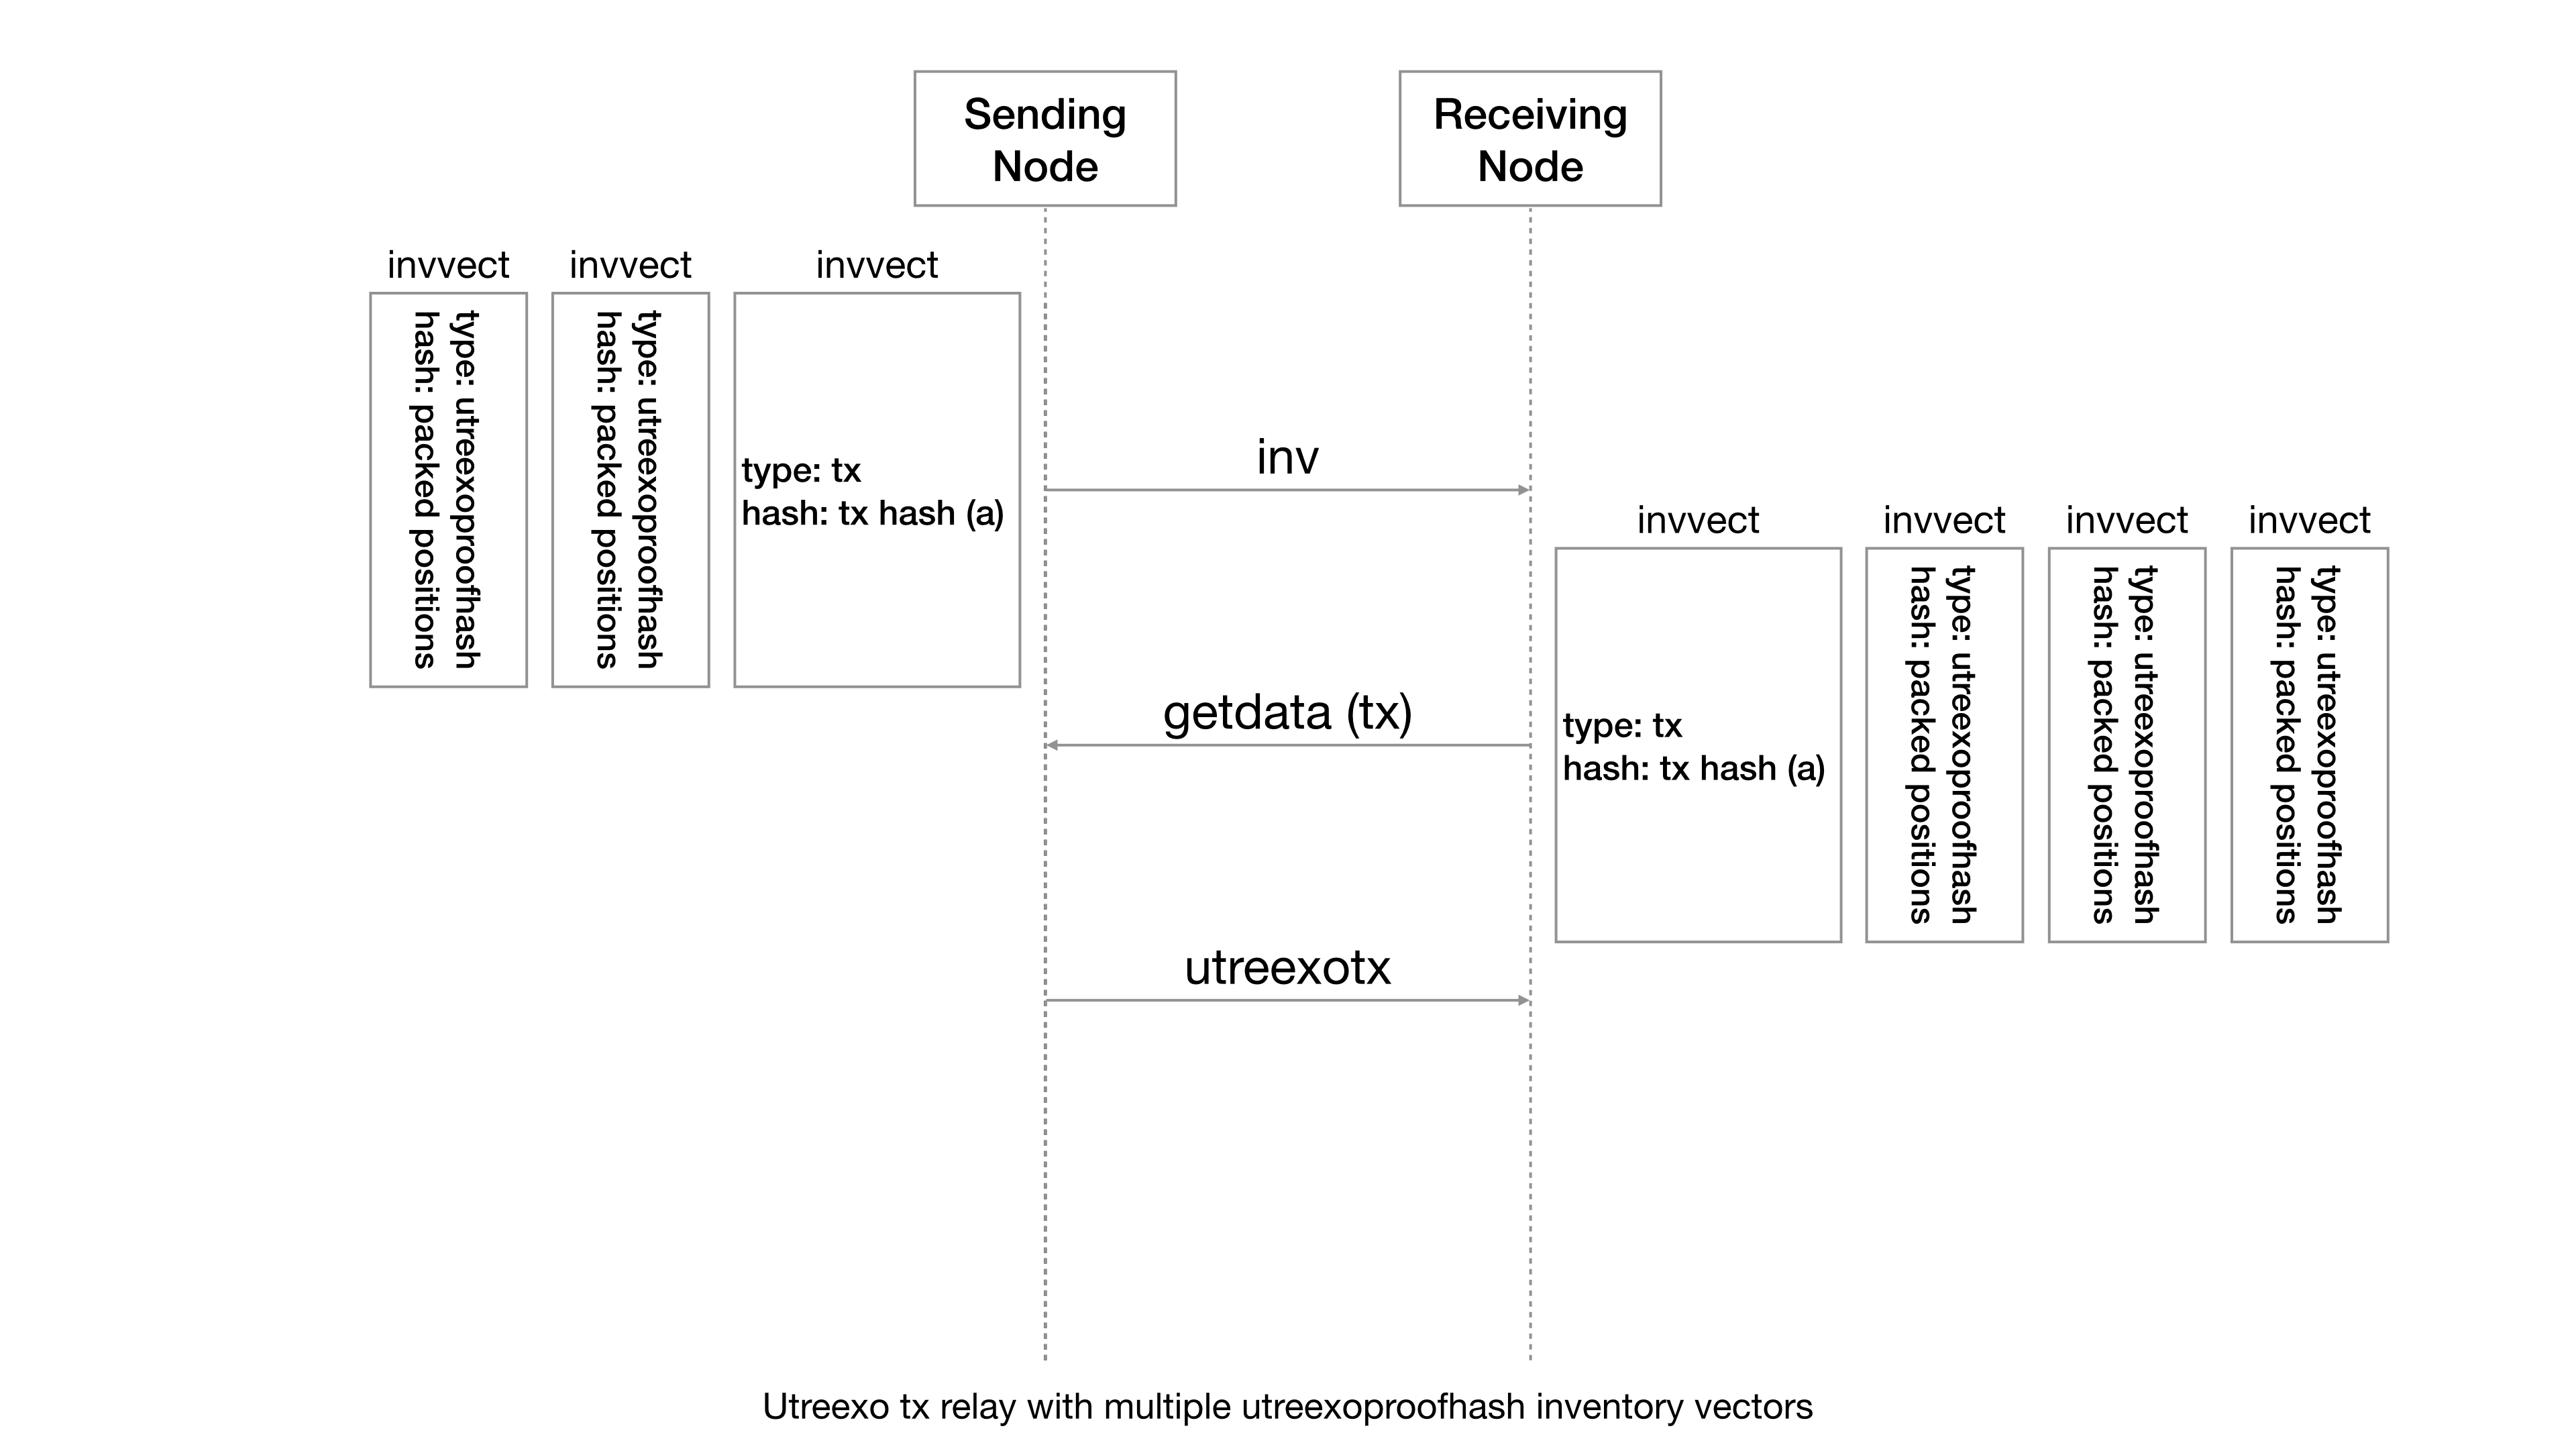 Sending
Node
Receiving
Node
invvect
invvect
invvect
type: utreexoproofhash
hash: packed positions
type: utreexoproofhash
hash: packed positions
type: tx
hash: tx hash (a)
inv
invvect
invvect
invvect
invvect
type: tx
hash: tx hash (a)
type: utreexoproofhash
hash: packed positions
type: utreexoproofhash
hash: packed positions
type: utreexoproofhash
hash: packed positions
getdata (tx)
utreexotx
Utreexo tx relay with multiple utreexoproofhash inventory vectors